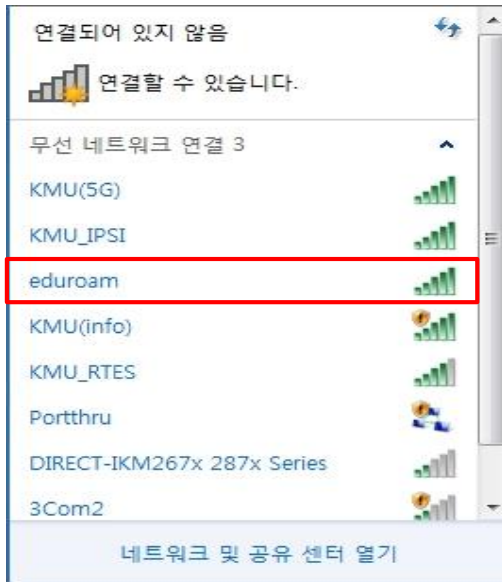 연결되어 있지 않음
연결할 수 있습니다.
무선 네트워크 연결 3
KMU(5G)
KMU_IPSI
eduroam
KMU(info)
KMU_RTES
Portthru
DIRECT-IKM267x 287x Series
3Com2
네트워크 및 공유 센터 열기